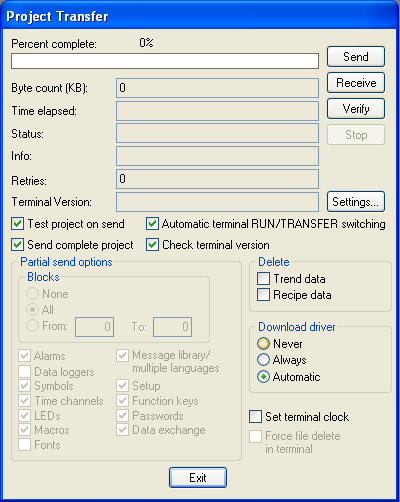 Project Transfer
Percent complete: 0%
Send
Byte count (KB): 0
Receive
Time elapsed:
Verify
Status:
Stop
Info:
Retries: 0
Terminal Version:
Settings...
Test project on send
Automatic terminal RUN/TRANSFER switching
Send complete project
Check terminal version
Partial send options
Blocks
None
All
From: 0 To: 0
Alarms
Message library/
multiple languages
Data loggers
Symbols
Setup
Time channels
Function keys
LEDs
Passwords
Macros
Data exchange
Fonts
Delete
Trend data
Recipe data
Download driver
Never
Always
Automatic
Set terminal clock
Force file delete
in terminal
Exit